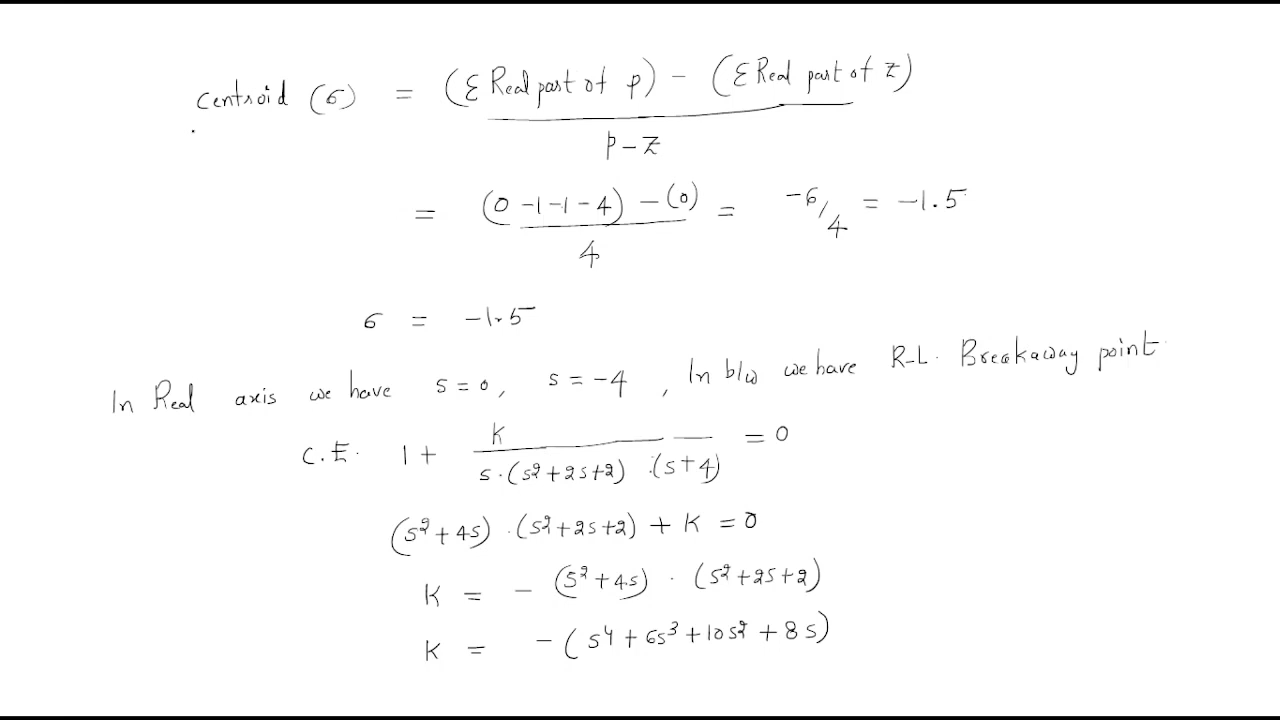 Centroid (σ) = (Σ Real part of p) - (Σ Real part of z)
P - Z
= (0 -1-1-4) - (0) = -6/4 = -1.5
4
σ = -1.5
In Real axis we have s = 0, s = -4, In b/w we have R-L. Breakaway point
C.E. 1 + K = 0
s.(s²+2s+2) .(s+4)
(s²+4s) .(s²+2s+2) + K = 0
K = - (s²+4s) . (s²+2s+2)
K = -(s⁴+6s³+10s²+8s)